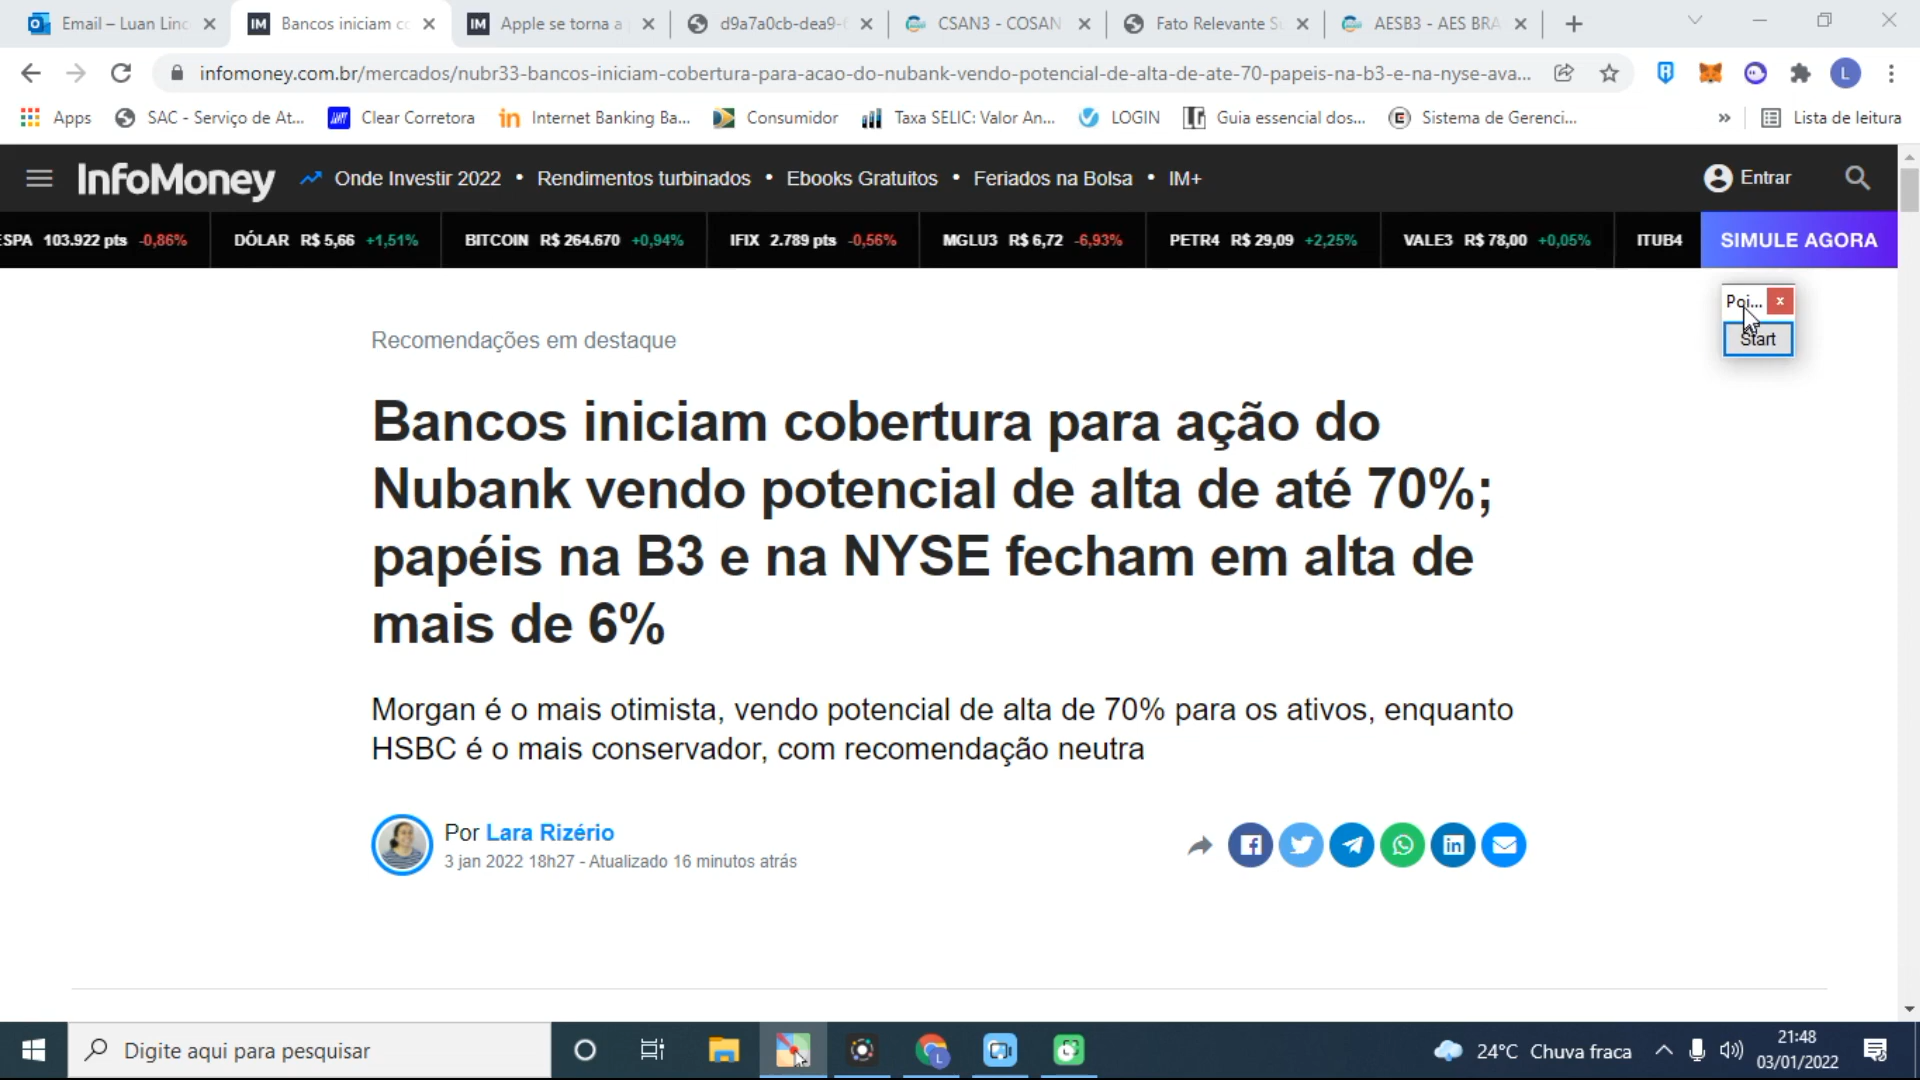 Email – Luan Linc
Bancos iniciam co
Apple se torna a
d9a7a0cb-dea9-
CSAN3 - COSAN
Fato Relevante Su
AESB3 - AES BRA
infomoney.com.br/mercados/nubr33-bancos-iniciam-cobertura-para-acao-do-nubank-vendo-potencial-de-alta-de-ate-70-papeis-na-b3-e-na-nyse-ava...
L
Apps
SAC - Serviço de At...
Clear Corretora
Internet Banking Ba...
Consumidor
Taxa SELIC: Valor An...
LOGIN
Guia essencial dos...
Sistema de Gerenci...
»
Lista de leitura
InfoMoney
Onde Investir 2022 • Rendimentos turbinados • Ebooks Gratuitos • Feriados na Bolsa • IM+
Entrar
ESPA 103.922 pts -0,86%
DÓLAR R$ 5,66 +1,51%
BITCOIN R$ 264.670 +0,94%
IFIX 2.789 pts -0,56%
MGLU3 R$ 6,72 -6,93%
PETR4 R$ 29,09 +2,25%
VALE3 R$ 78,00 +0,05%
ITUB4
SIMULE AGORA
Poi...
Start
Recomendações em destaque
Bancos iniciam cobertura para ação do
Nubank vendo potencial de alta de até 70%;
papéis na B3 e na NYSE fecham em alta de
mais de 6%
Morgan é o mais otimista, vendo potencial de alta de 70% para os ativos, enquanto
HSBC é o mais conservador, com recomendação neutra
Por Lara Rizério
3 jan 2022 18h27 - Atualizado 16 minutos atrás
Digite aqui para pesquisar
24°C Chuva fraca
21:48
03/01/2022